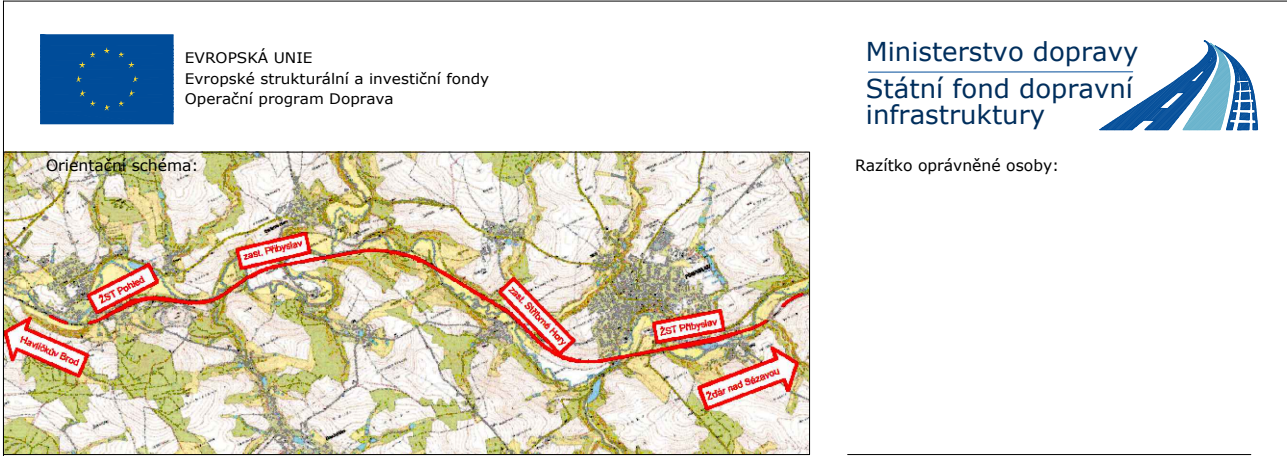 EVROPSKÁ UNIE
Evropské strukturální a investiční fondy
Operační program Doprava
Ministerstvo dopravy
Státní fond dopravní
infrastruktury
Orientační schéma:
Razítko oprávněné osoby:
zast. Přibyslav
ŽST Pohled
zast. Stříbrné Hory
ŽST Přibyslav
Havlíčkův Brod
Žďár nad Sázavou